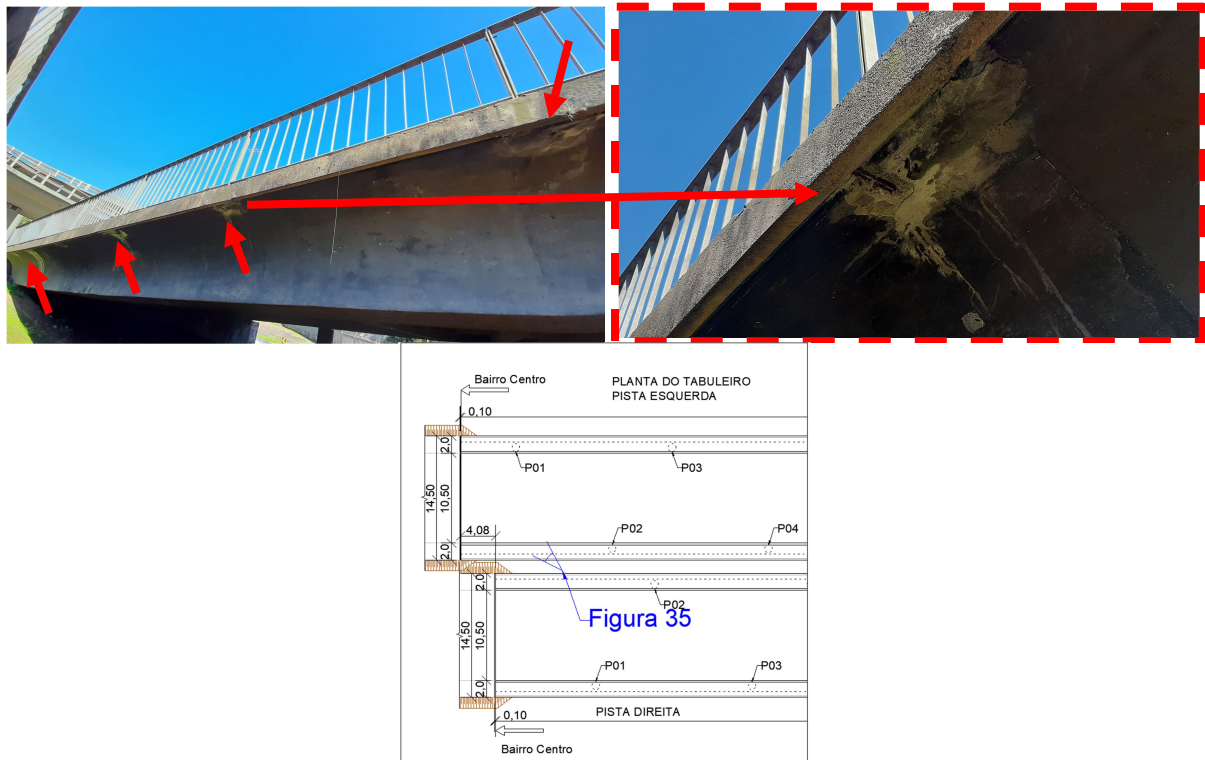 Bairro Centro
PLANTA DO TABULEIRO
PISTA ESQUERDA
0,10
2,0
P01
P03
14,50
10,50
4,08
P02
P04
2,0
2,0
P02
Figura 35
14,50
10,50
P01
P03
2,0
0,10
PISTA DIREITA
Bairro Centro